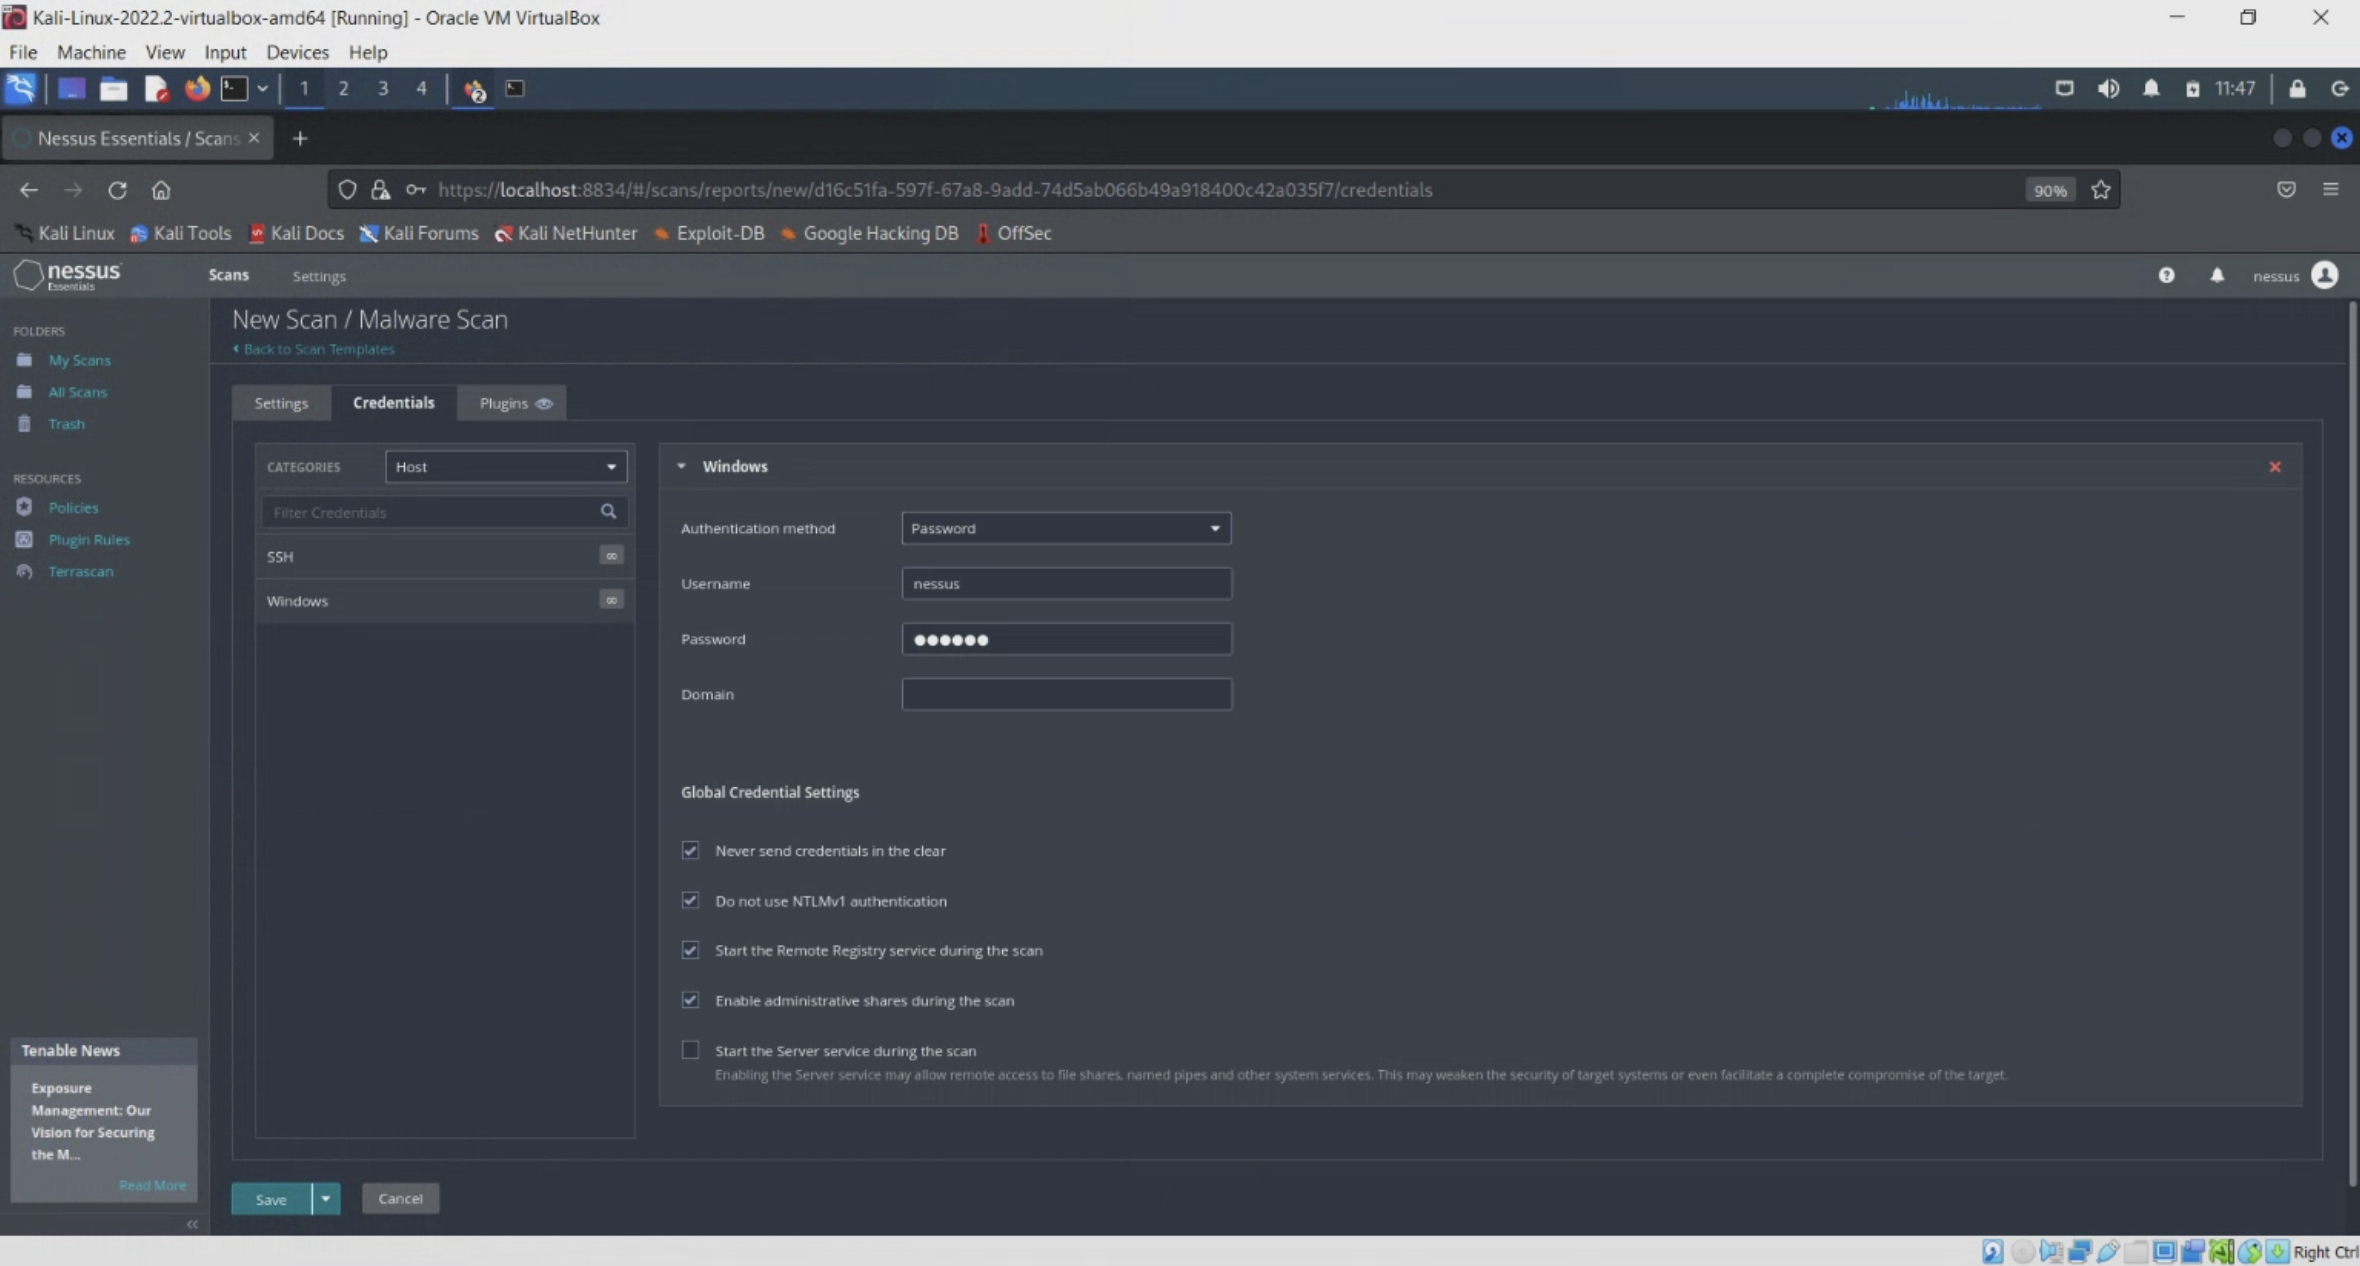 Kali-Linux-2022.2-virtualbox-amd64 [Running] - Oracle VM VirtualBox
File Machine View Input Devices Help
1 2 3 4 2 11:47
Nessus Essentials / Scans
https://localhost:8834/#/scans/reports/new/d16c51fa-597f-67a8-9add-74d5ab066b49a918400c42a035f7/credentials 90%
Kali Linux Kali Tools Kali Docs Kali Forums Kali NetHunter Exploit-DB Google Hacking DB OffSec
nessus Scans Settings nessus
Essentials
New Scan / Malware Scan
Back to Scan Templates
FOLDERS
My Scans
All Scans
Trash
RESOURCES
Policies
Plugin Rules
Terrascan
Settings Credentials Plugins
CATEGORIES Host
Filter Credentials
SSH ∞
Windows ∞
Windows
Authentication method Password
Username nessus
Password ●●●●●●
Domain
Global Credential Settings
Never send credentials in the clear
Do not use NTLMv1 authentication
Start the Remote Registry service during the scan
Enable administrative shares during the scan
Start the Server service during the scan
Enabling the Server service may allow remote access to file shares, named pipes and other system services. This may weaken the security of target systems or even facilitate a complete compromise of the target.
Tenable News
Exposure
Management: Our
Vision for Securing
the M...
Read More
Save Cancel
Right Ctrl